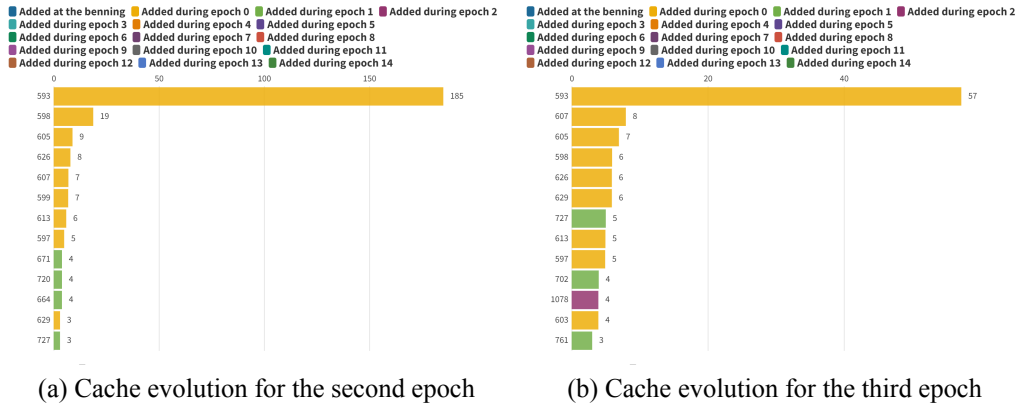 Added at the benning Added during epoch 0 Added during epoch 1 Added during epoch 2
Added during epoch 3 Added during epoch 4 Added during epoch 5
Added during epoch 6 Added during epoch 7 Added during epoch 8
Added during epoch 9 Added during epoch 10 Added during epoch 11
Added during epoch 12 Added during epoch 13 Added during epoch 14
0 50 100 150
593 185
598 19
605 9
626 8
607 7
599 7
613 6
597 5
671 4
720 4
664 4
629 3
727 3
(a) Cache evolution for the second epoch
Added at the benning Added during epoch 0 Added during epoch 1 Added during epoch 2
Added during epoch 3 Added during epoch 4 Added during epoch 5
Added during epoch 6 Added during epoch 7 Added during epoch 8
Added during epoch 9 Added during epoch 10 Added during epoch 11
Added during epoch 12 Added during epoch 13 Added during epoch 14
0 20 40
593 57
607 8
605 7
598 6
626 6
629 6
727 5
613 5
597 5
702 4
1078 4
603 4
761 3
(b) Cache evolution for the third epoch